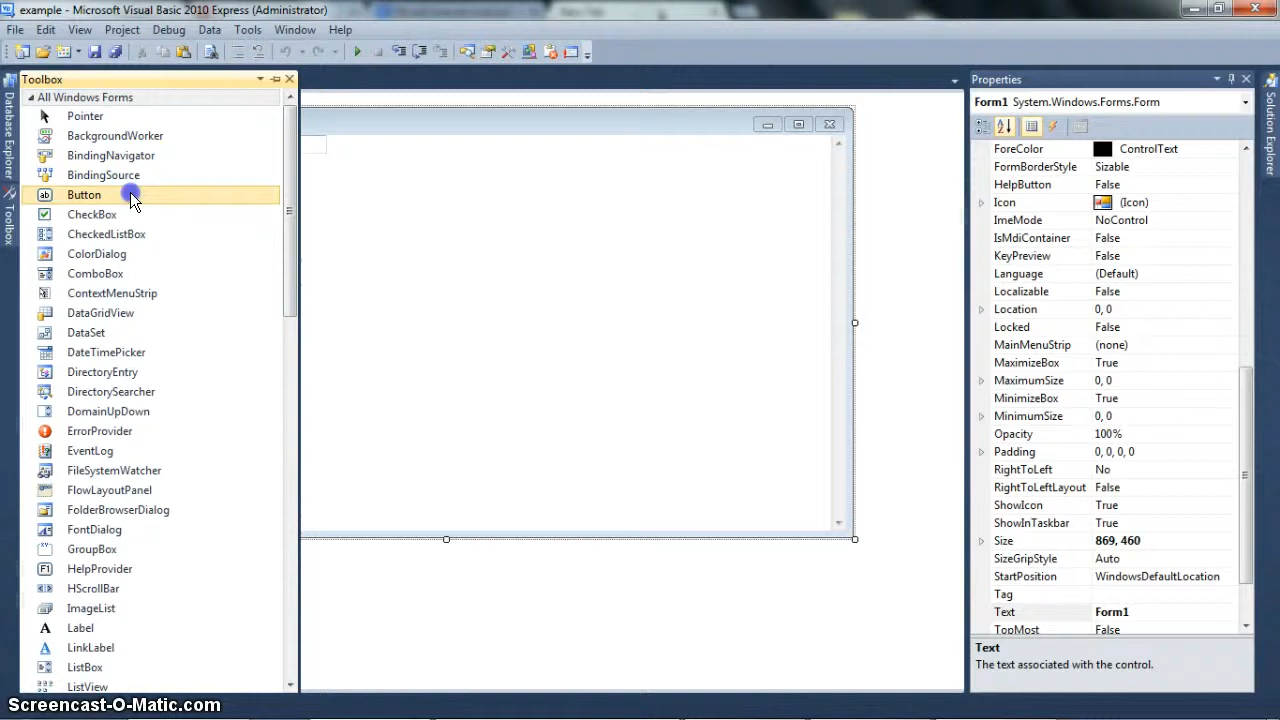 example - Microsoft Visual Basic 2010 Express (Administrator)
File Edit View Project Debug Data Tools Window Help
Toolbox
All Windows Forms
Pointer
BackgroundWorker
BindingNavigator
BindingSource
Button
CheckBox
CheckedListBox
ColorDialog
ComboBox
ContextMenuStrip
DataGridView
DataSet
DateTimePicker
DirectoryEntry
DirectorySearcher
DomainUpDown
ErrorProvider
EventLog
FileSystemWatcher
FlowLayoutPanel
FolderBrowserDialog
FontDialog
GroupBox
HelpProvider
HScrollBar
ImageList
Label
LinkLabel
ListBox
ListView
Database Explorer
Toolbox
Properties
Form1 System.Windows.Forms.Form
ForeColor ControlText
FormBorderStyle Sizable
HelpButton False
Icon (Icon)
ImeMode NoControl
IsMdiContainer False
KeyPreview False
Language (Default)
Localizable False
Location 0, 0
Locked False
MainMenuStrip (none)
MaximizeBox True
MaximumSize 0, 0
MinimizeBox True
MinimumSize 0, 0
Opacity 100%
Padding 0, 0, 0, 0
RightToLeft No
RightToLeftLayout False
ShowIcon True
ShowInTaskbar True
Size 869, 460
SizeGripStyle Auto
StartPosition WindowsDefaultLocation
Tag
Text Form1
TopMost False
Text
The text associated with the control.
Solution Explorer
Screencast-O-Matic.com